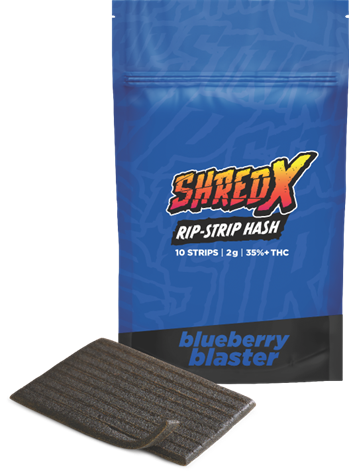 SHREDX
RIP-STRIP HASH
10 STRIPS | 2g | 35%+ THC
blueberry
blaster